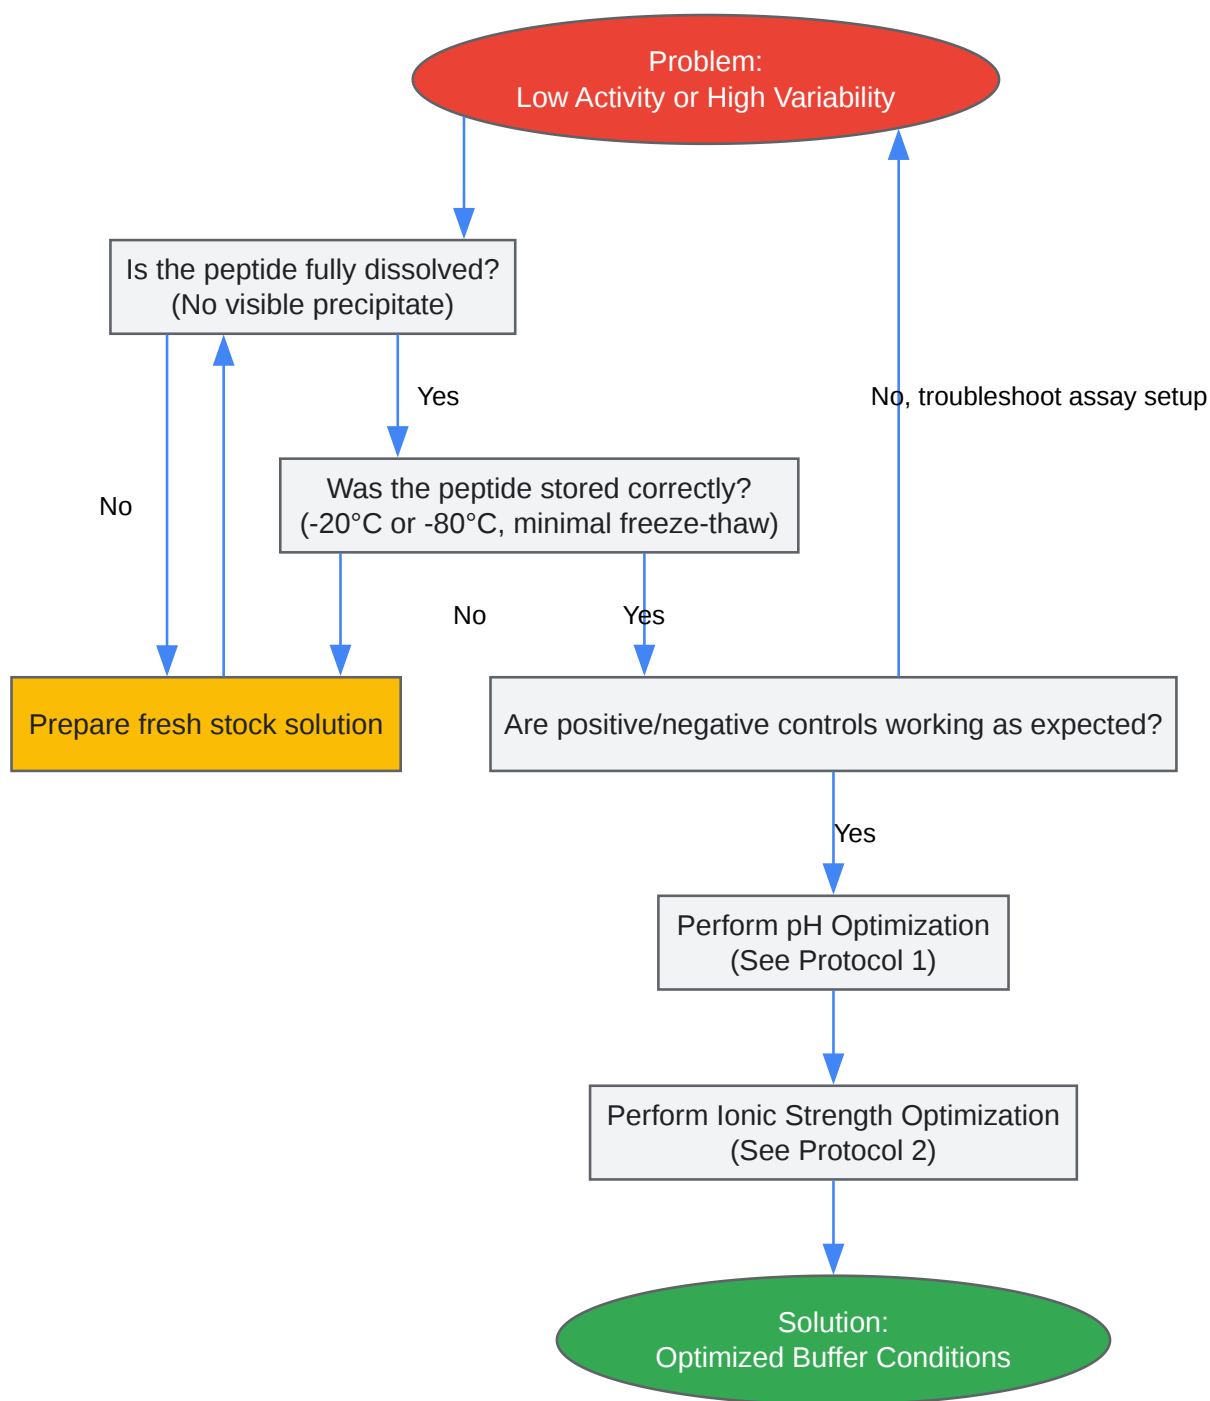 Problem:
Low Activity or High Variability
Is the peptide fully dissolved?
(No visible precipitate)
Yes
No, troubleshoot assay setup
Was the peptide stored correctly?
(-20°C or -80°C, minimal freeze-thaw)
No
No
Yes
Prepare fresh stock solution
Are positive/negative controls working as expected?
Yes
Perform pH Optimization
(See Protocol 1)
Perform Ionic Strength Optimization
(See Protocol 2)
Solution:
Optimized Buffer Conditions